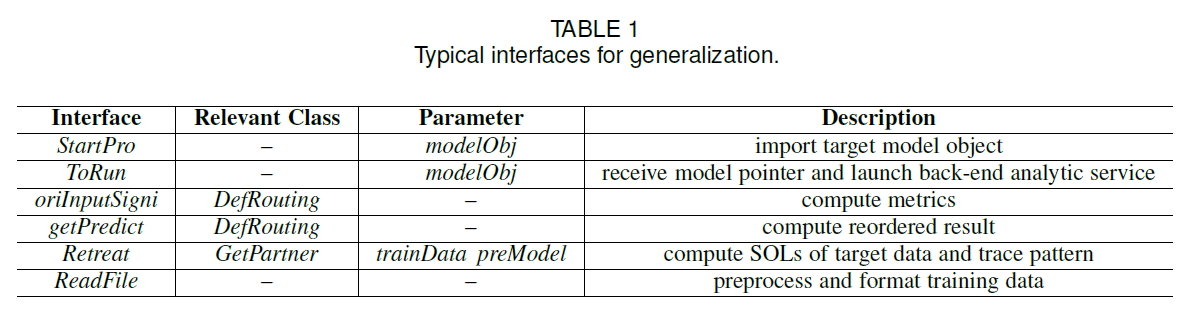 TABLE 1
Typical interfaces for generalization.
Interface Relevant Class Parameter Description
StartPro – modelObj import target model object
ToRun – modelObj receive model pointer and launch back-end analytic service
oriInputSigni DefRouting – compute metrics
getPredict DefRouting – compute reordered result
Retreat GetPartner trainData preModel compute SOLs of target data and trace pattern
ReadFile – – preprocess and format training data